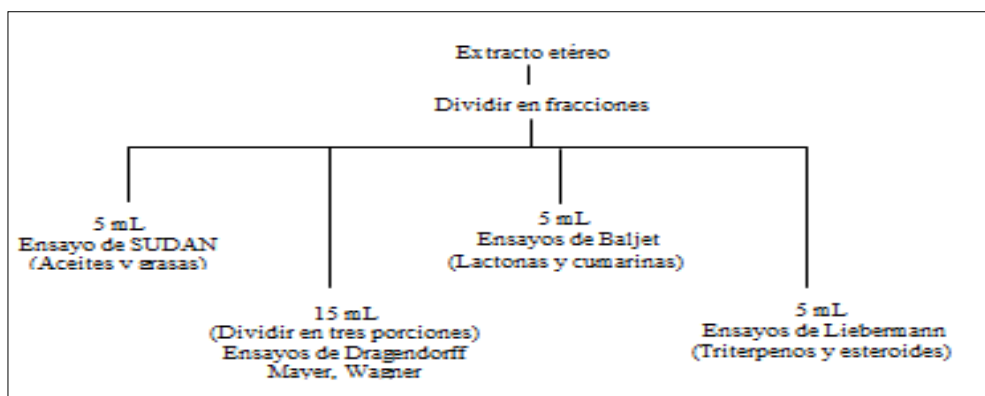 Extracto etéreo
Dividir en fracciones
5 mL
Ensayo de SUDAN
(Aceites y grasas)
15 mL
(Dividir en tres porciones)
Ensayos de Dragendorff
Mayer, Wagner
5 mL
Ensayos de Baljet
(Lactonas y cumarinas)
5 mL
Ensayos de Liebermann
(Triterpenos y esteroides)